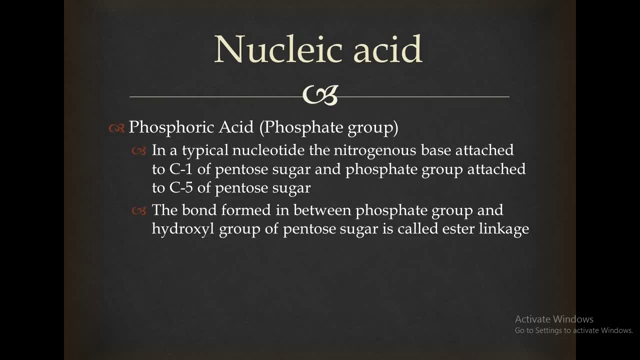 Nucleic acid
Phosphoric Acid (Phosphate group)
In a typical nucleotide the nitrogenous base attached
to C-1 of pentose sugar and phosphate group attached
to C-5 of pentose sugar
The bond formed in between phosphate group and
hydroxyl group of pentose sugar is called ester linkage
Activate Windows
Go to Settings to activate Windows.